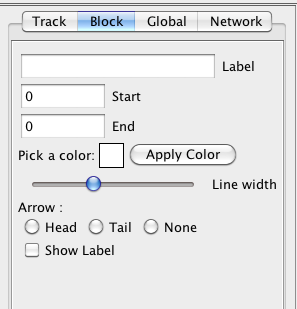 Track Block Global Network
Label
0 Start
0 End
Pick a color: Apply Color
Line width
Arrow :
Head Tail None
Show Label